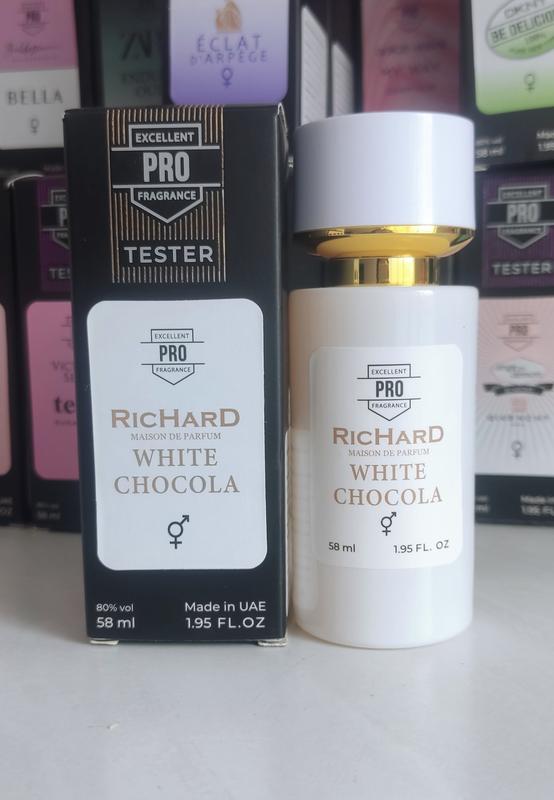 BELLA
ÉCLAT
D'ARPÈGE
DKNY
BE DELICIOUS
EXCELLENT
PRO
FRAGRANCE
TESTER
EXCELLENT
PRO
FRAGRANCE
RICHARD
MAISON DE PARFUM
WHITE
CHOCOLA
80% vol
58 ml
Made in UAE
1.95 FL.OZ
EXCELLENT
PRO
FRAGRANCE
RICHARD
MAISON DE PARFUM
WHITE
CHOCOLA
58 ml
1.95 FL. OZ
EXCELLENT
PRO
FRAGRANCE
TESTER